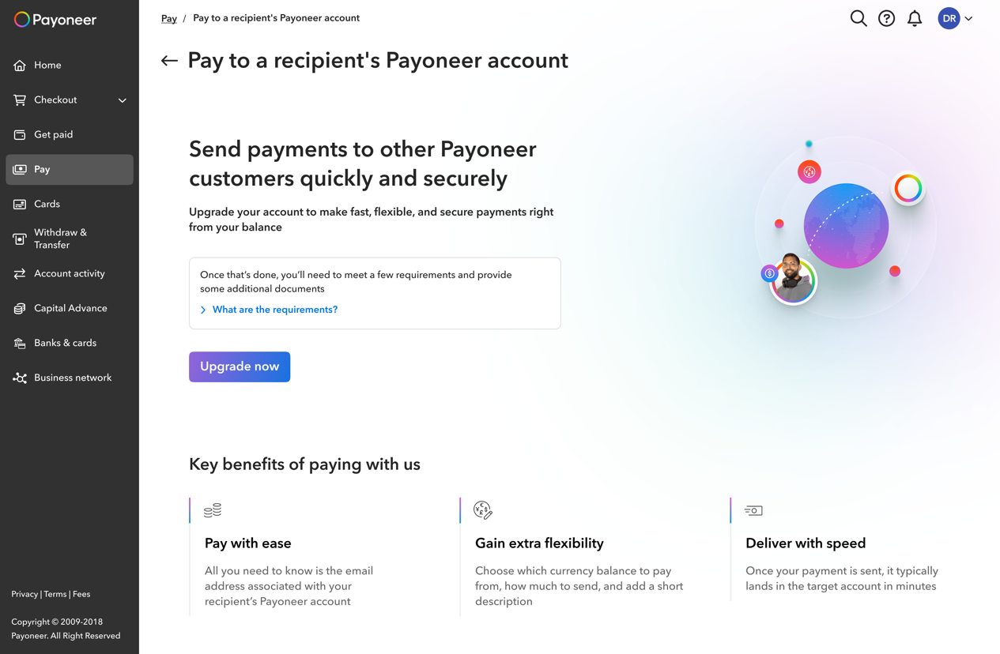 Payoneer
Home
Checkout
Get paid
Pay
Cards
Withdraw &
Transfer
Account activity
Capital Advance
Banks & cards
Business network
Privacy | Terms | Fees
Copyright © 2009-2018
Payoneer. All Right Reserved
Pay / Pay to a recipient's Payoneer account
DR
Pay to a recipient's Payoneer account
Send payments to other Payoneer
customers quickly and securely
Upgrade your account to make fast, flexible, and secure payments right
from your balance
Once that’s done, you’ll need to meet a few requirements and provide
some additional documents
What are the requirements?
Upgrade now
Key benefits of paying with us
Pay with ease
All you need to know is the email
address associated with your
recipient’s Payoneer account
Gain extra flexibility
Choose which currency balance to pay
from, how much to send, and add a short
description
Deliver with speed
Once your payment is sent, it typically
lands in the target account in minutes